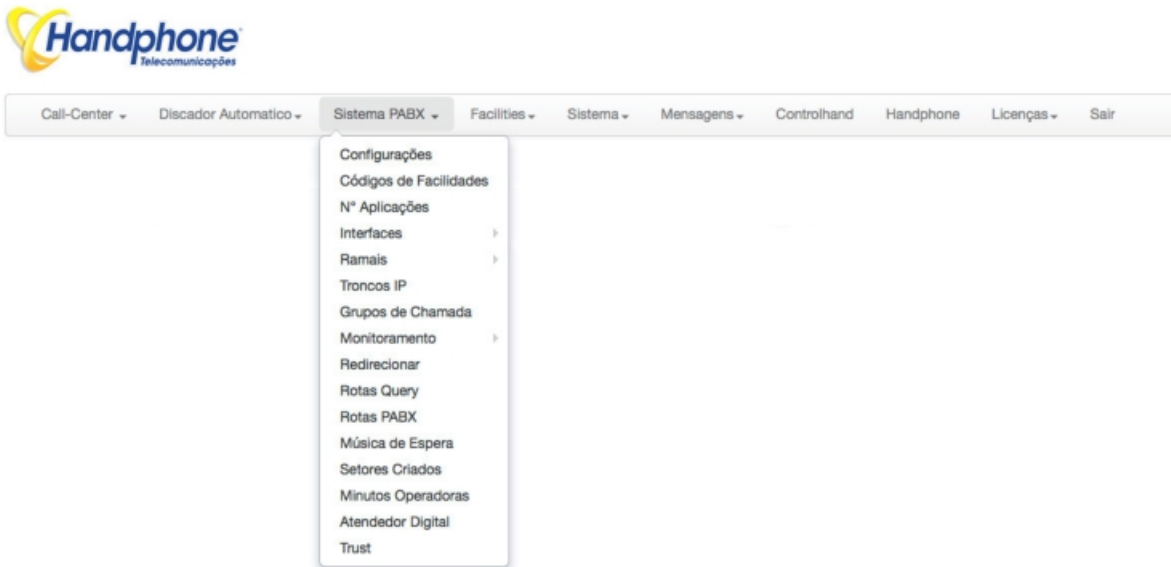 Handphone
Telecomunicações
Call-Center Discador Automatico Sistema PABX Facilities Sistema Mensagens Controlhand Handphone Licenças Sair
Configurações
Códigos de Facilidades
N° Aplicações
Interfaces
Ramais
Troncos IP
Grupos de Chamada
Monitoramento
Redirecionar
Rotas Query
Rotas PABX
Música de Espera
Setores Criados
Minutos Operadoras
Atendedor Digital
Trust